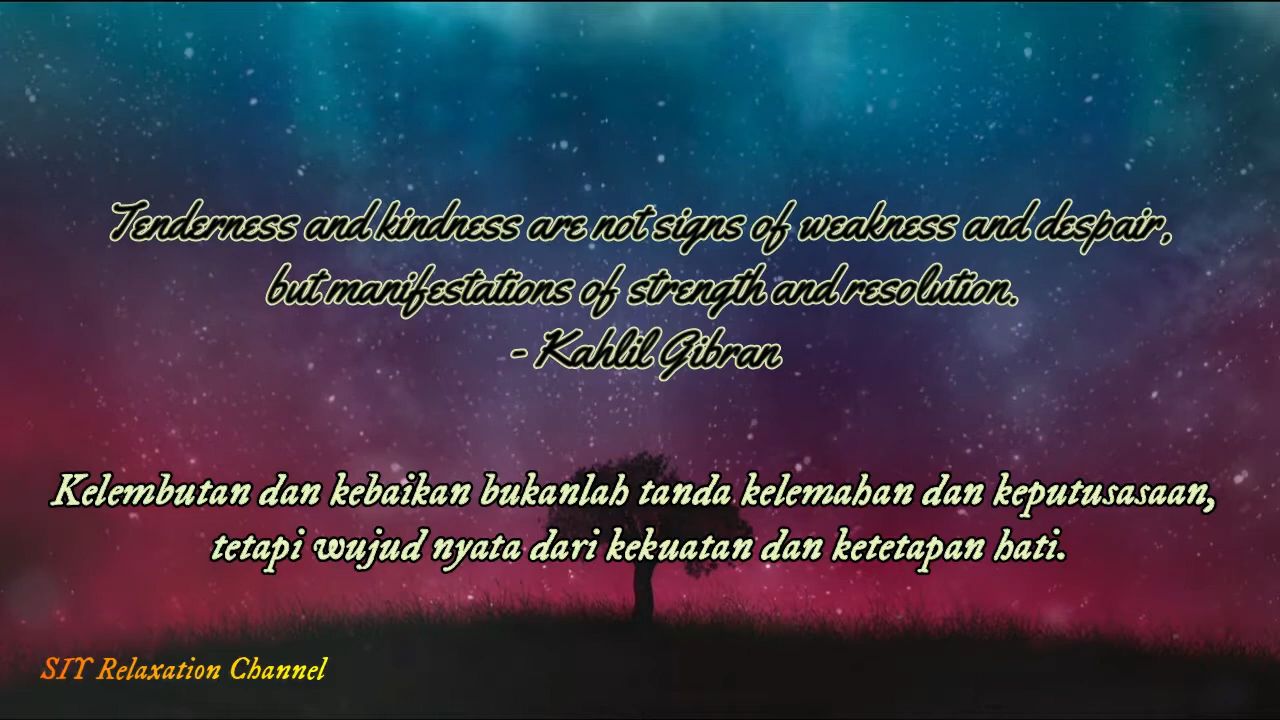 Tenderness and kindness are not signs of weakness and despair,
but manifestations of strength and resolution.
- Kahlil Gibran
Kelembutan dan kebaikan bukanlah tanda kelemahan dan keputusasaan,
tetapi wujud nyata dari kekuatan dan ketetapan hati.
SIY Relaxation Channel